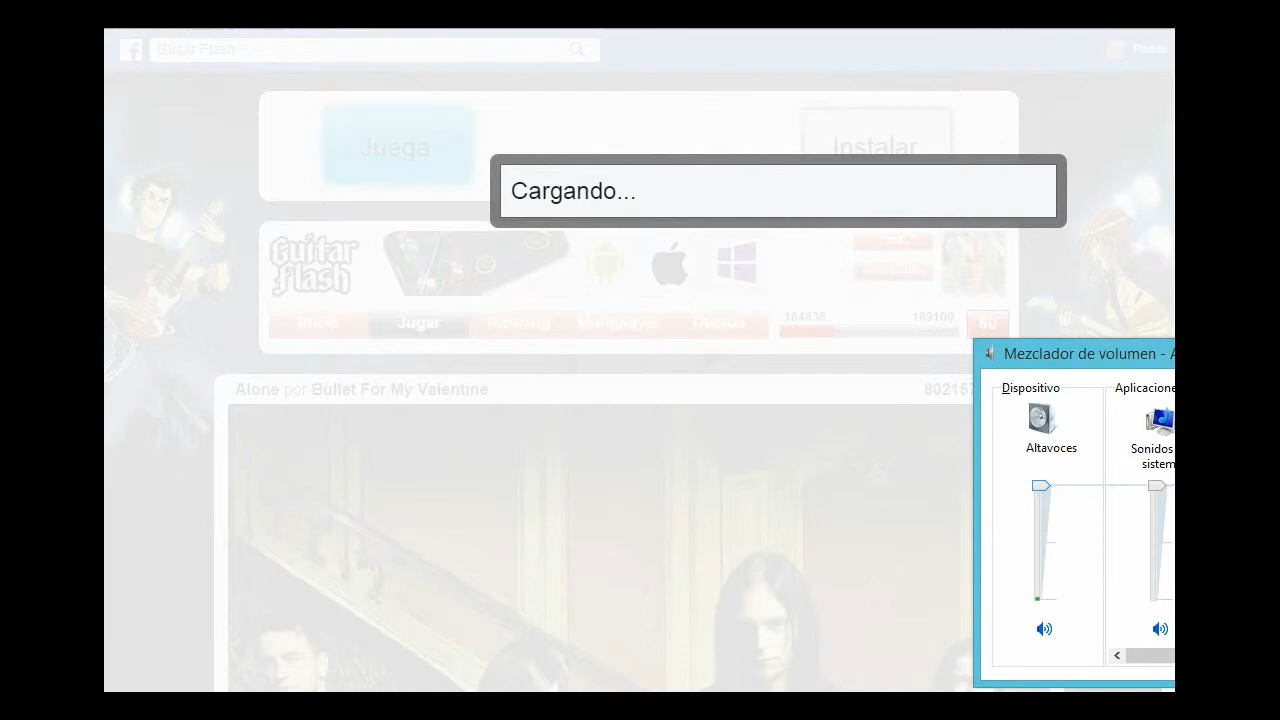 Guitar Flash
Juega
Instalar
Cargando...
Guitar
flash
Inicio
Jugar
Ranking
Multiplayer
184838
189100
60
Alone por Bullet For My Valentine
802157
Mezclador de volumen - A
Dispositivo
Aplicacione
Altavoces
Sonidos
sistem